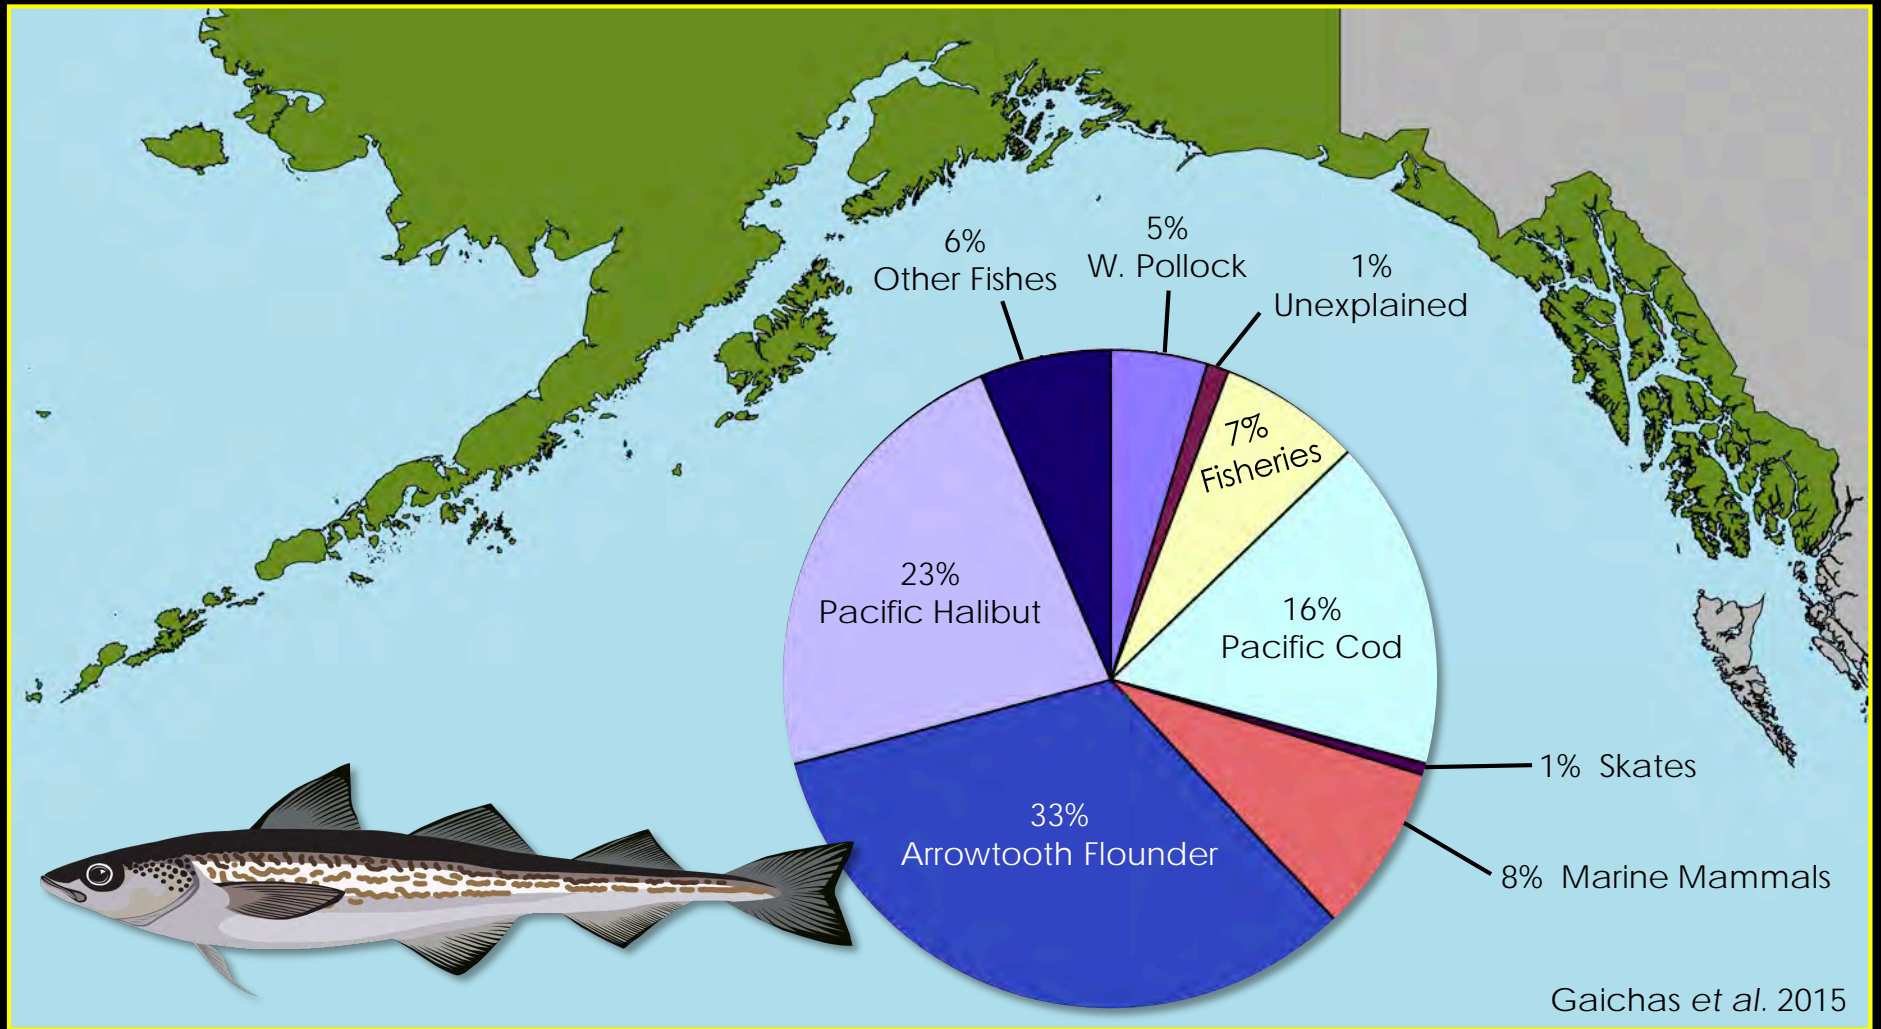 6%
Other Fishes
5%
W. Pollock
1%
Unexplained
7%
Fisheries
23%
Pacific Halibut
16%
Pacific Cod
1% Skates
33%
Arrowtooth Flounder
8% Marine Mammals
Gaichas et al. 2015